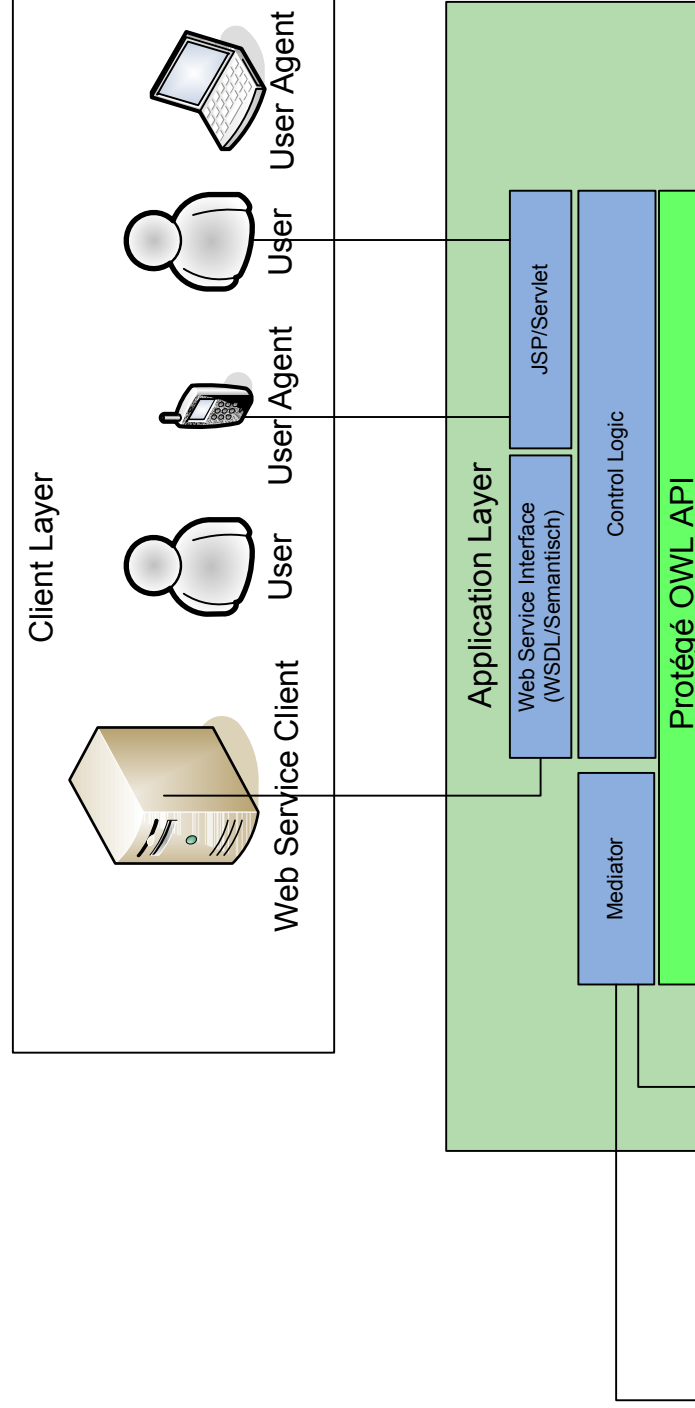 Client Layer
Web Service Client
User
User Agent
User
User Agent
Application Layer
Web Service Interface
(WSDL/Semantisch)
JSP/Servlet
Mediator
Control Logic
Protégé OWL API